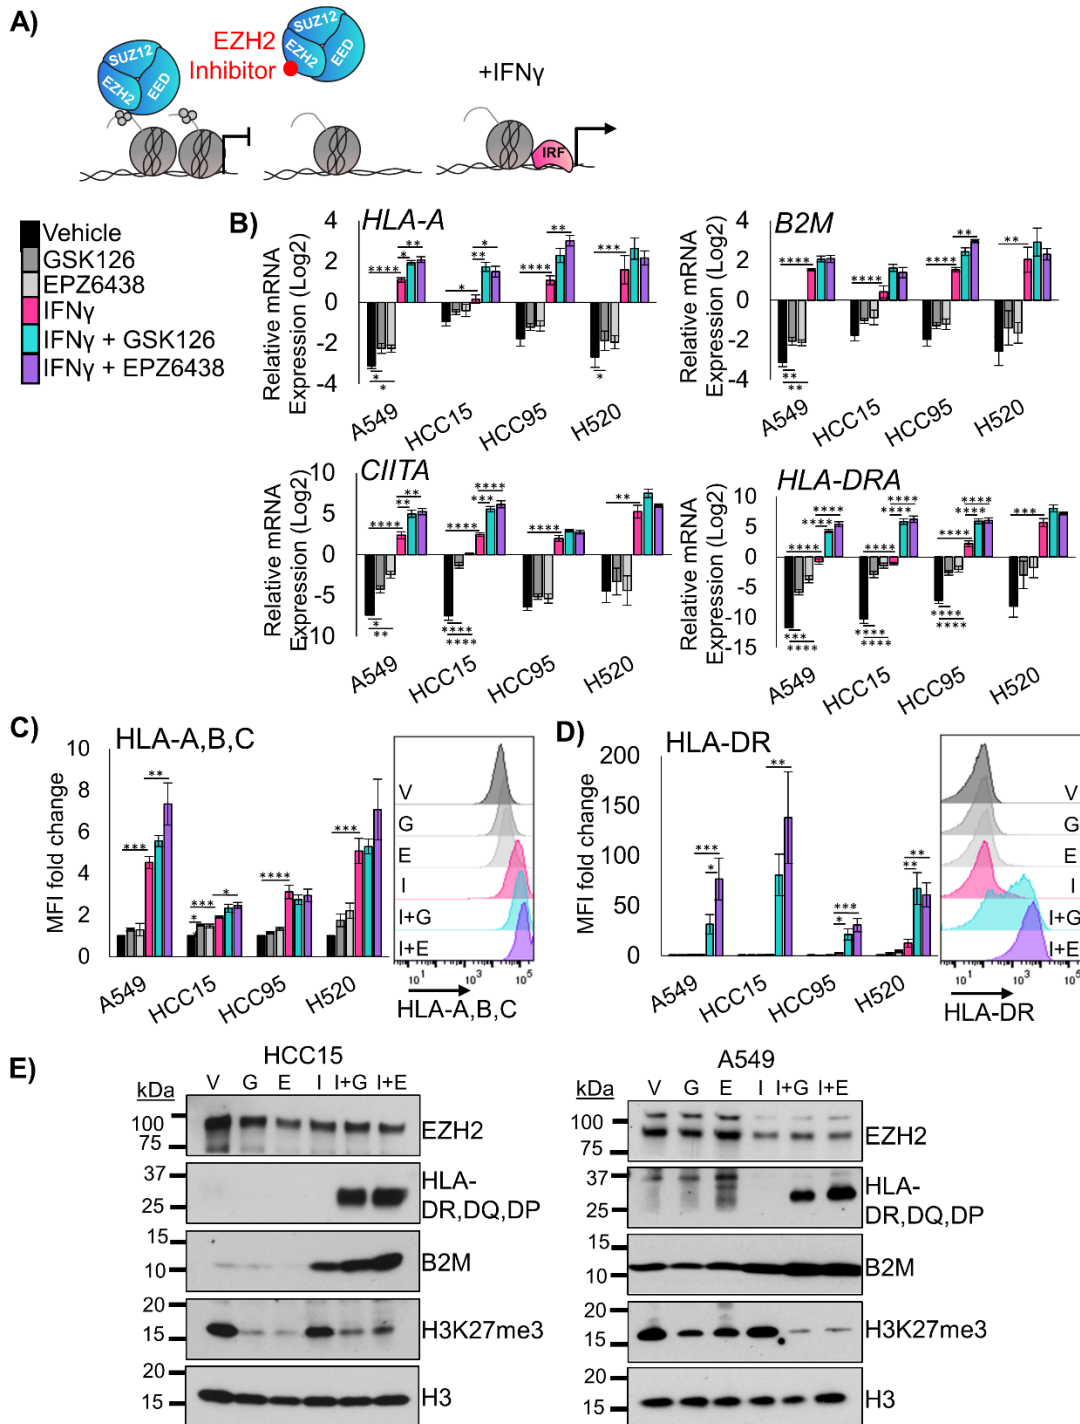 A)
SUZ12
EZH2
EED
EZH2
Inhibitor
SUZ12
EZH2
EED
+IFNγ
IRF
Vehicle
GSK126
EPZ6438
IFNγ
IFNγ + GSK126
IFNγ + EPZ6438
B)
HLA-A
Relative mRNA
Expression (Log2)
4
2
0
-2
-4
A549
HCC15
HCC95
H520
B2M
Relative mRNA
Expression (Log2)
4
2
0
-2
-4
A549
HCC15
HCC95
H520
CIITA
Relative mRNA
Expression (Log2)
10
5
0
-5
10
A549
HCC15
HCC95
H520
HLA-DRA
Relative mRNA
Expression (Log2)
10
5
0
-5
-10
-15
A549
HCC15
HCC95
H520
C)
HLA-A,B,C
MFI fold change
10
8
6
4
2
0
A549
HCC15
HCC95
H520
V
G
E
I
I+G
I+E
10¹ 10³ 10⁵
HLA-A,B,C
D)
HLA-DR
MFI fold change
200
150
100
50
0
A549
HCC15
HCC95
H520
V
G
E
I
I+G
I+E
10¹ 10³ 10⁵
HLA-DR
E)
HCC15
kDa V G E I I+G I+E
100
75
EZH2
37
25
HLA-
DR,DQ,DP
15
10
B2M
20
15
H3K27me3
20
15
H3
A549
kDa V G E I I+G I+E
100
75
EZH2
37
25
HLA-
DR,DQ,DP
15
10
B2M
20
15
H3K27me3
20
15
H3